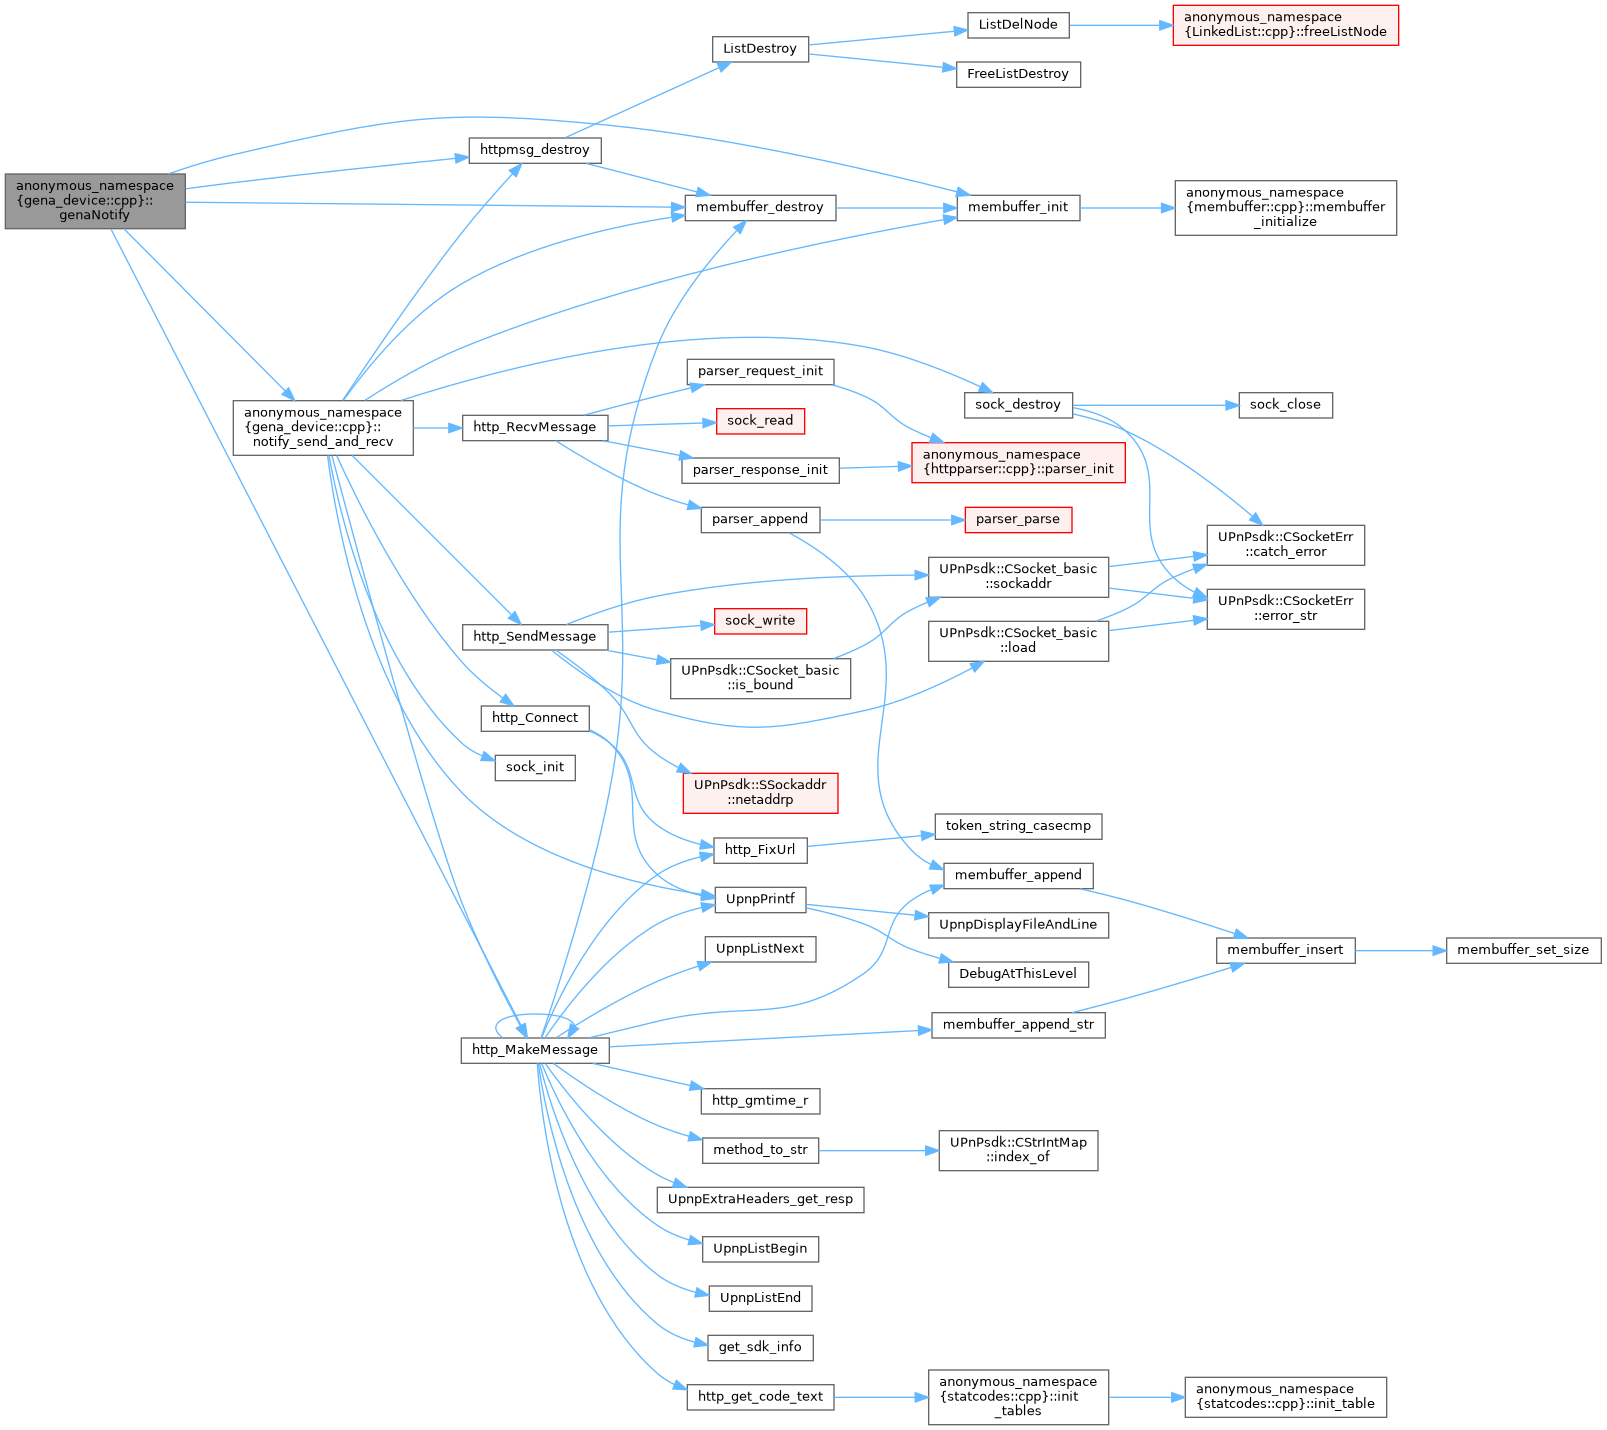 anonymous_namespace
{gena_device::cpp}::
genaNotify
anonymous_namespace
{gena_device::cpp}::
notify_send_and_recv
httpmsg_destroy
http_RecvMessage
http_SendMessage
http_Connect
sock_init
http_MakeMessage
ListDestroy
membuffer_destroy
parser_request_init
sock_read
parser_response_init
parser_append
sock_write
UPnPsdk::CSocket_basic
::is_bound
UPnPsdk::SSockaddr
::netaddrp
http_FixUrl
UpnpPrintf
UpnpListNext
http_gmtime_r
method_to_str
UpnpExtraHeaders_get_resp
UpnpListBegin
UpnpListEnd
get_sdk_info
http_get_code_text
ListDelNode
FreeListDestroy
membuffer_init
sock_destroy
anonymous_namespace
{httpparser::cpp}::parser_init
parser_parse
UPnPsdk::CSocket_basic
::sockaddr
UPnPsdk::CSocket_basic
::load
token_string_casecmp
membuffer_append
UpnpDisplayFileAndLine
DebugAtThisLevel
membuffer_append_str
UPnPsdk::CStrIntMap
::index_of
anonymous_namespace
{statcodes::cpp}::init
_tables
anonymous_namespace
{LinkedList::cpp}::freeListNode
anonymous_namespace
{membuffer::cpp}::membuffer
_initialize
sock_close
UPnPsdk::CSocketErr
::catch_error
UPnPsdk::CSocketErr
::error_str
membuffer_insert
anonymous_namespace
{statcodes::cpp}::init_table
membuffer_set_size